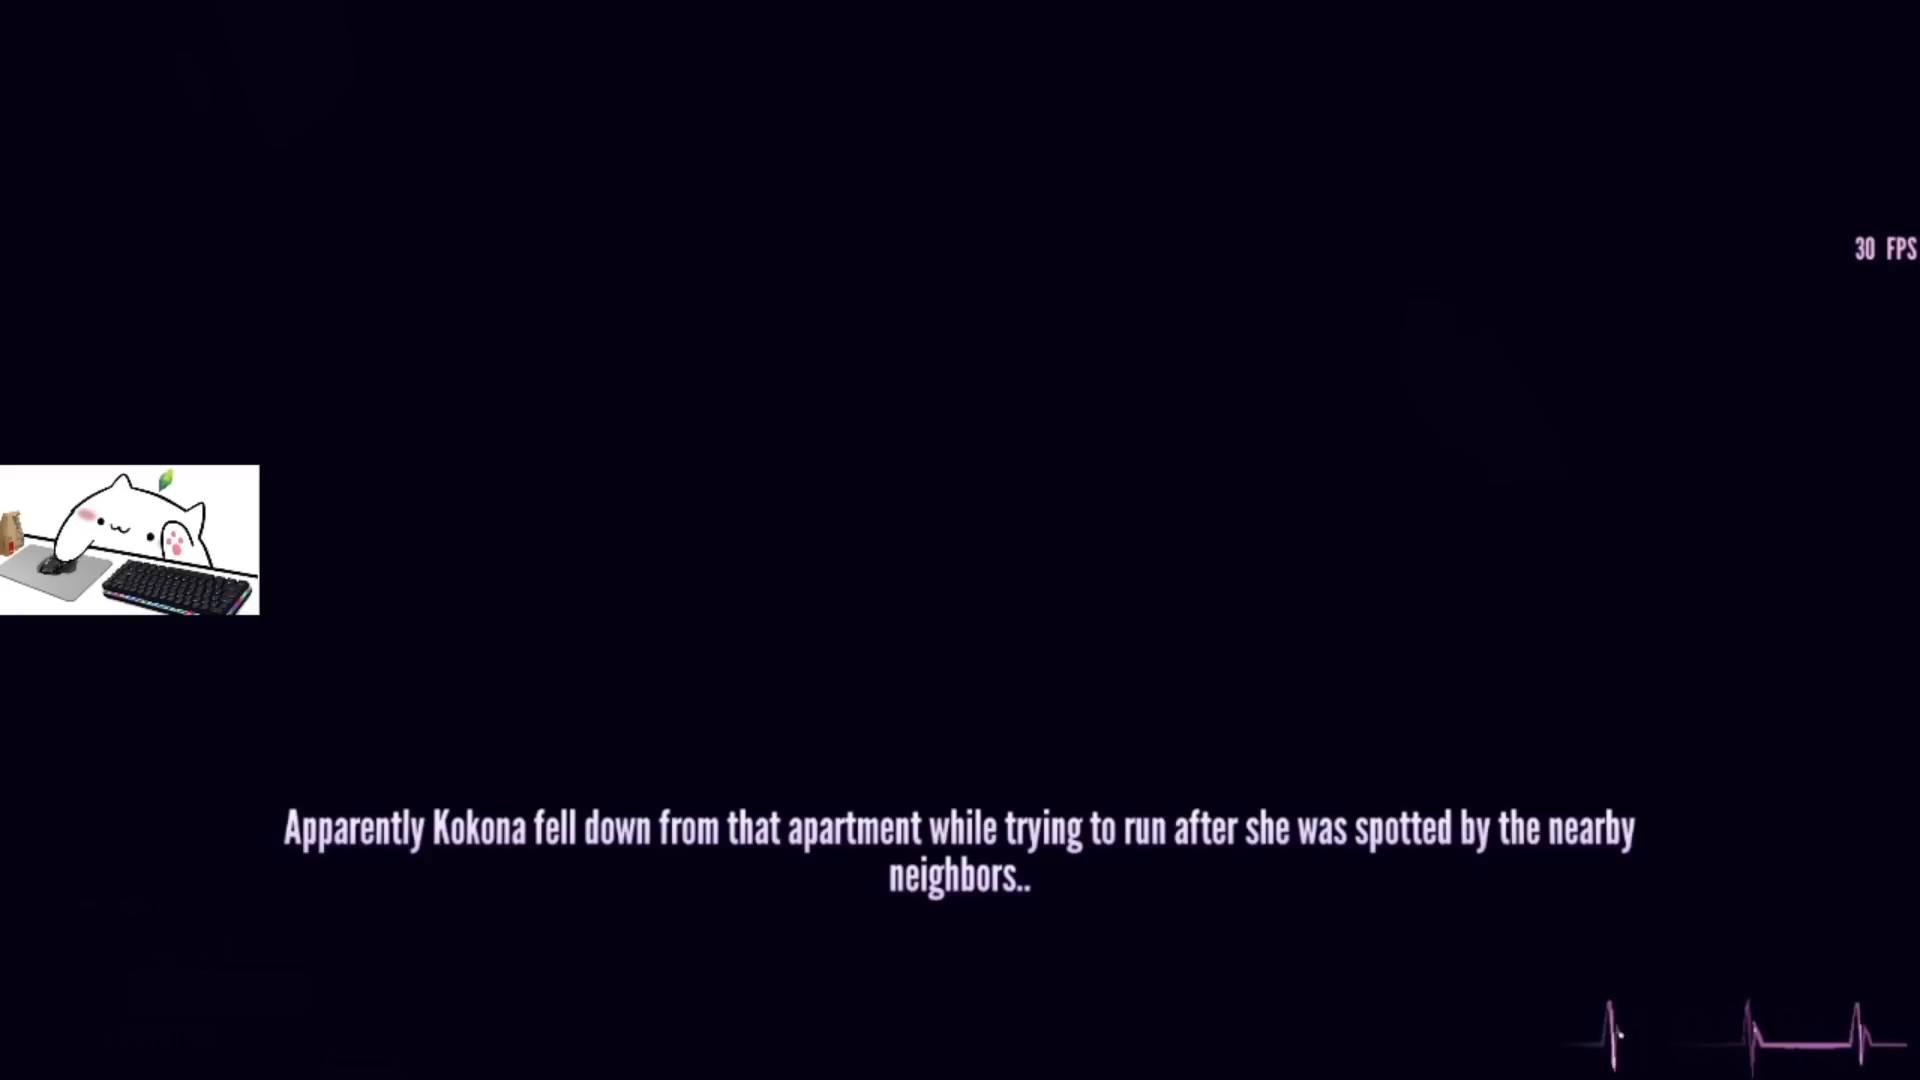 30 FPS
Apparently Kokona fell down from that apartment while trying to run after she was spotted by the nearby
neighbors..